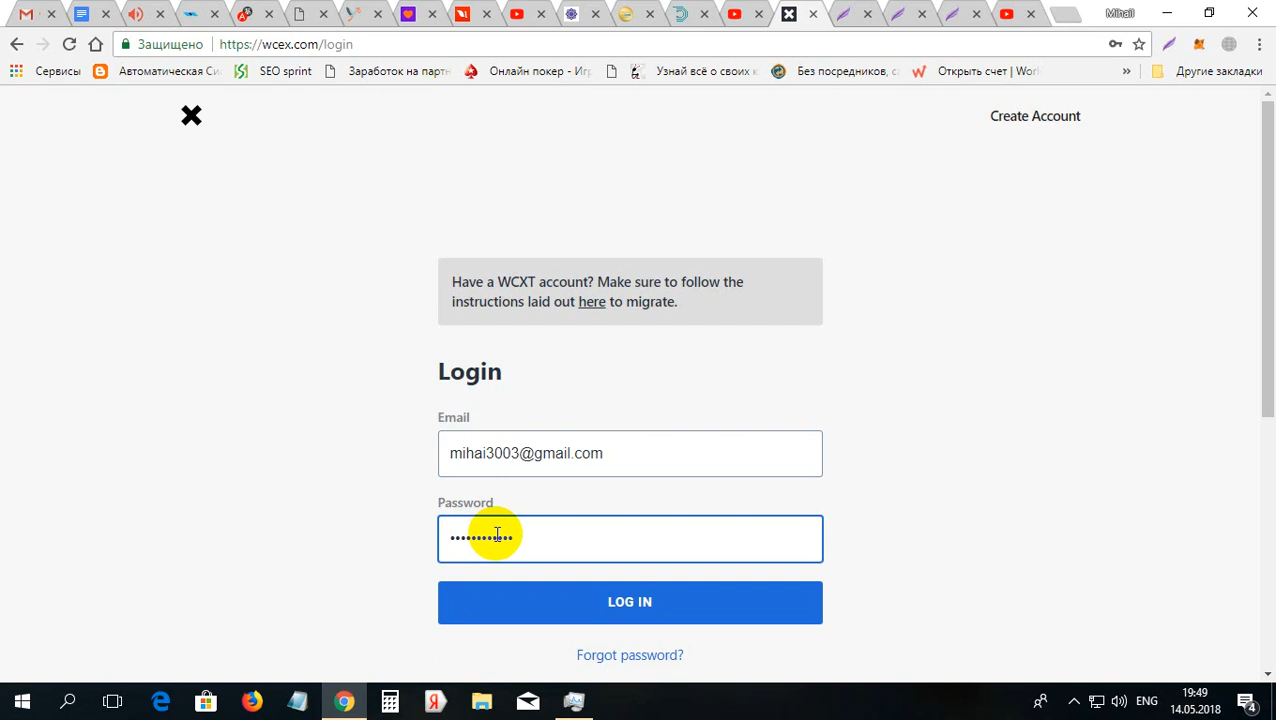 Mihail
Защищено
https://wcex.com/login
Сервисы
Автоматическая Си
SEO sprint
Заработок на партн
Онлайн покер - Игр
Узнай всё о своих к
Без посредников, с
Открыть счет | Worl
»
Другие закладки
Create Account
Have a WCXT account? Make sure to follow the
instructions laid out here to migrate.
Login
Email
mihai3003@gmail.com
Password
LOG IN
Forgot password?
ENG
19:49
14.05.2018
4